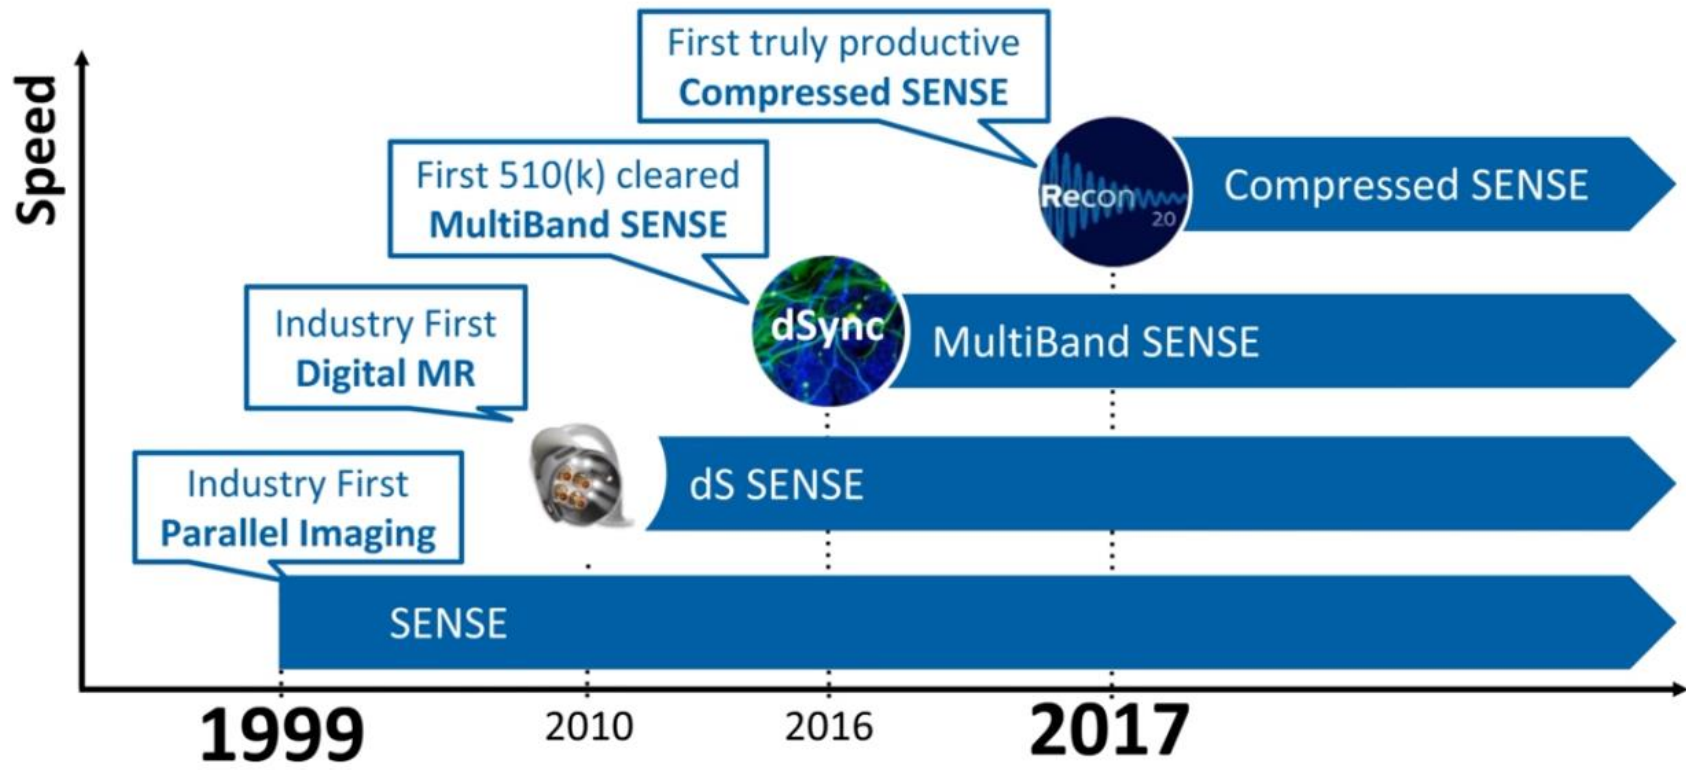 Speed
First truly productive
Compressed SENSE
Recon
2.0
Compressed SENSE
First 510(k) cleared
MultiBand SENSE
dSync
MultiBand SENSE
Industry First
Digital MR
dS SENSE
Industry First
Parallel Imaging
SENSE
1999
2010
2016
2017